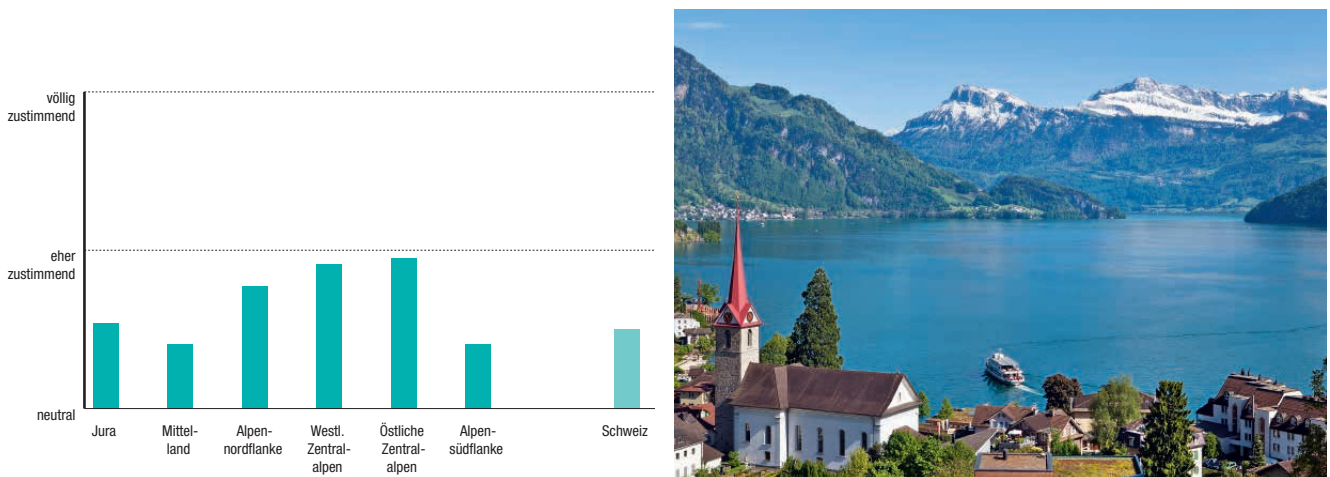 völlig
zustimmend
eher
zustimmend
neutral
Jura
Mittel-
land
Alpen-
nordflanke
Westl.
Zentral-
alpen
Östliche
Zentral-
alpen
Alpen-
südflanke
Schweiz